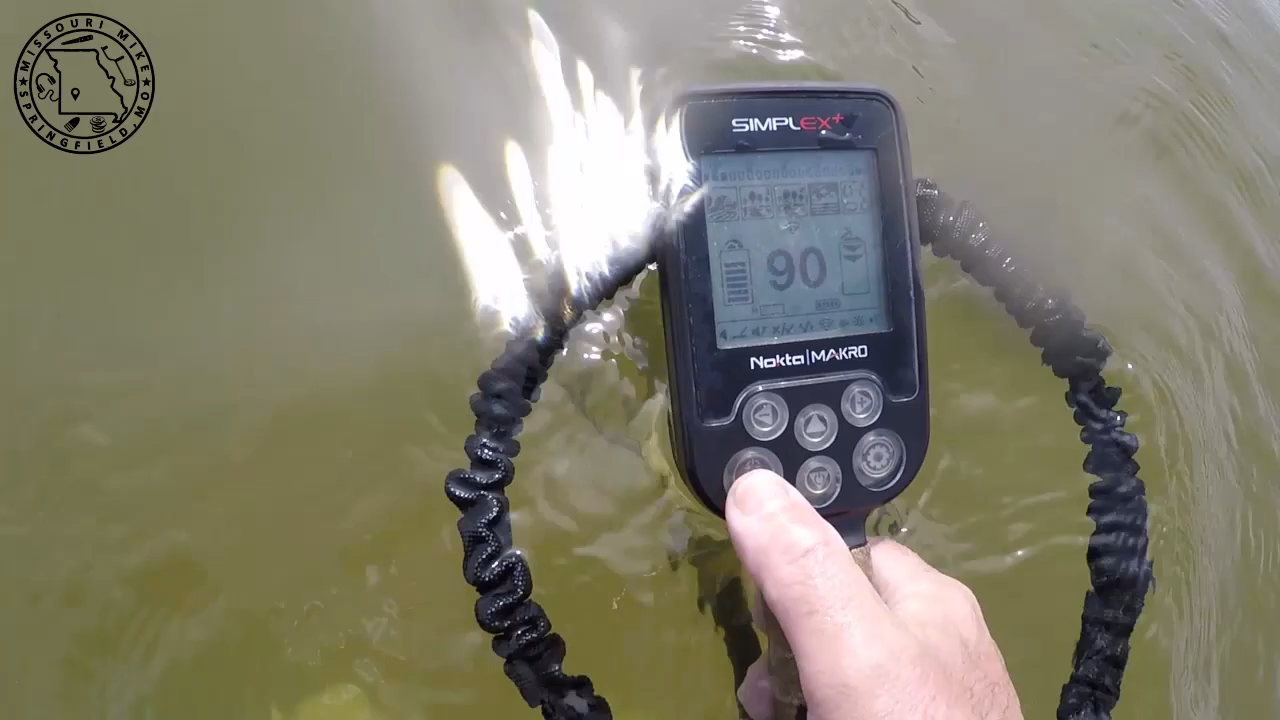 MISSOURI MIKE
SPRINGFIELD, MO
SIMPLEX+
90
Nokta|MAKRO